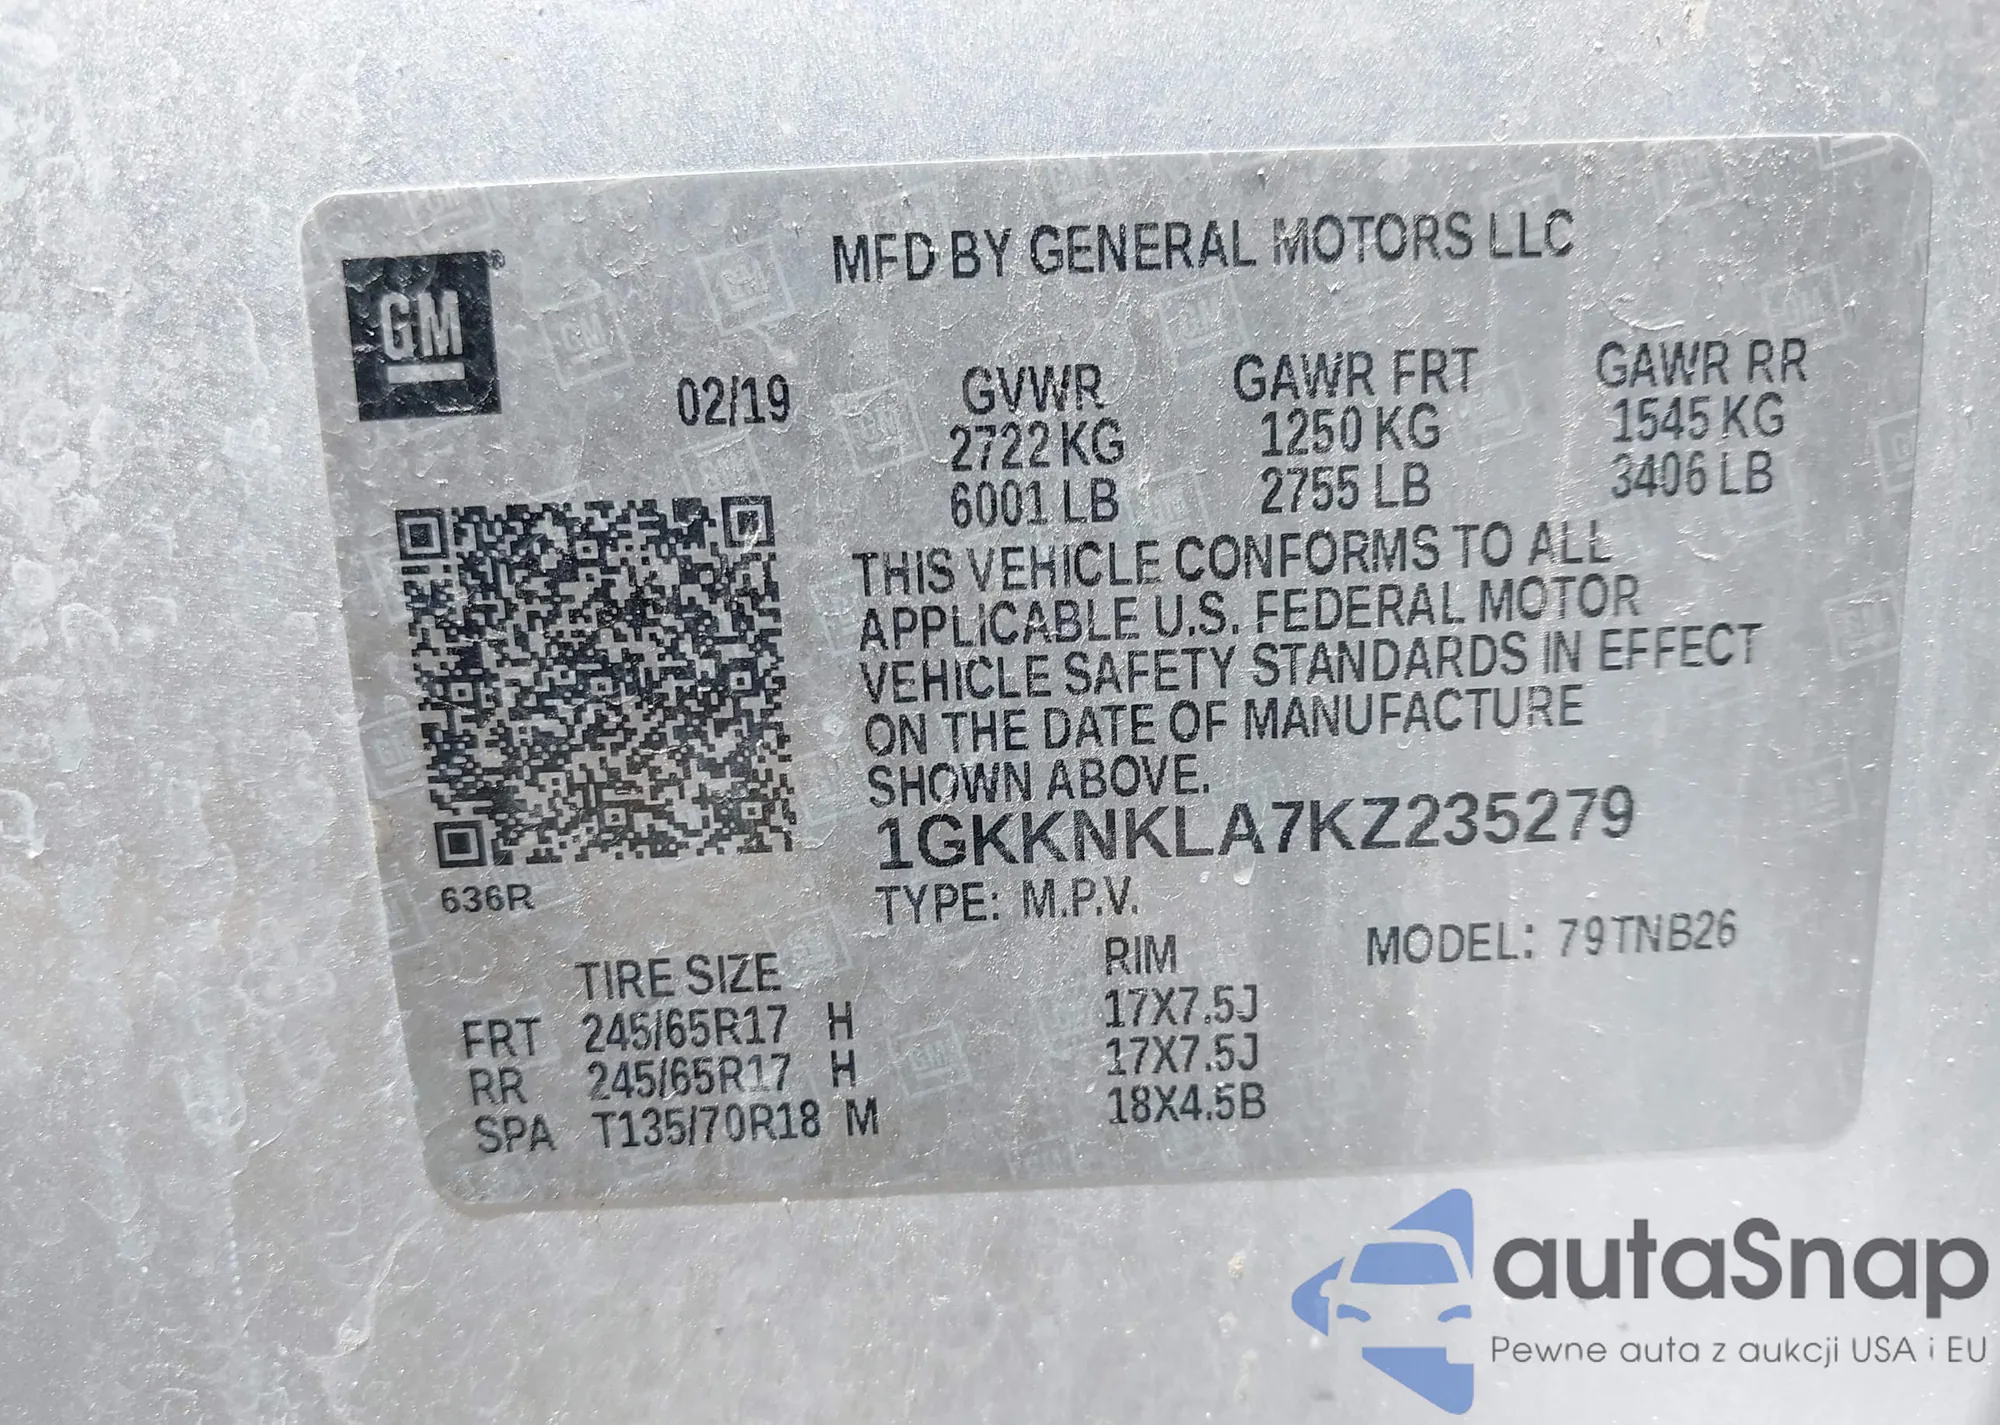 MFD BY GENERAL MOTORS LLC
GM®
02/19
GVWR GAWR FRT GAWR RR
2722 KG 1250 KG 1545 KG
6001 LB 2755 LB 3406 LB
THIS VEHICLE CONFORMS TO ALL
APPLICABLE U.S. FEDERAL MOTOR
VEHICLE SAFETY STANDARDS IN EFFECT
ON THE DATE OF MANUFACTURE
SHOWN ABOVE.
1GKKNKLA7KZ235279
636R
TYPE: M.P.V. MODEL: 79TNB26
TIRE SIZE RIM
FRT 245/65R17 H 17X7.5J
RR 245/65R17 H 17X7.5J
SPA T135/70R18 M 18X4.5B
autaSnap
Pewne auta z aukcji USA i EU